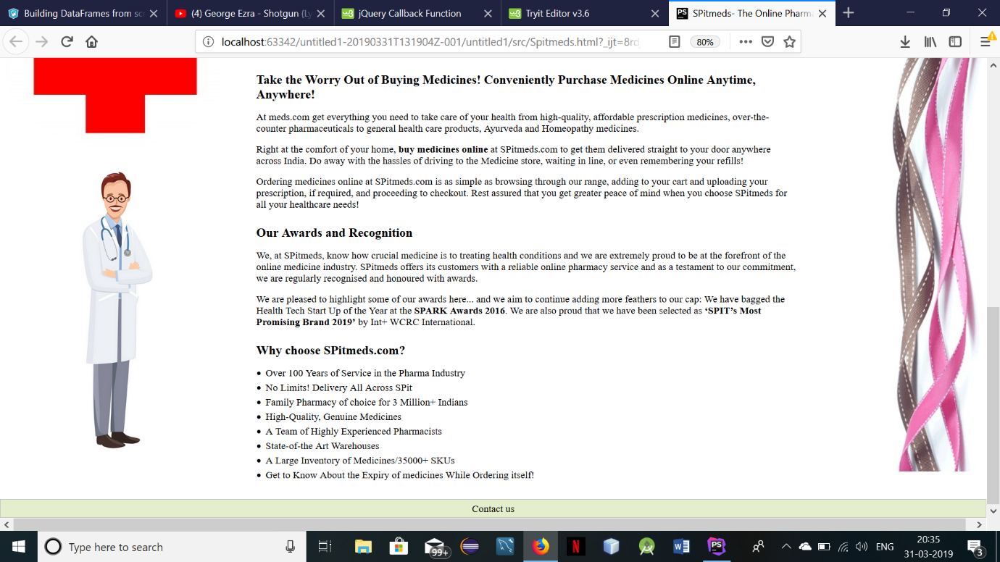 Building DataFrames from scr
(4) George Ezra - Shotgun (Ly
jQuery Callback Function
Tryit Editor v3.6
SPitmeds- The Online Pharma
localhost:63342/untitled1-20190331T131904Z-001/untitled1/src/Spitmeds.html?_ijt=8rd
80%
Take the Worry Out of Buying Medicines! Conveniently Purchase Medicines Online Anytime,
Anywhere!
At meds.com get everything you need to take care of your health from high-quality, affordable prescription medicines, over-the-
counter pharmaceuticals to general health care products, Ayurveda and Homeopathy medicines.
Right at the comfort of your home, buy medicines online at SPitmeds.com to get them delivered straight to your door anywhere
across India. Do away with the hassles of driving to the Medicine store, waiting in line, or even remembering your refills!
Ordering medicines online at SPitmeds.com is as simple as browsing through our range, adding to your cart and uploading your
prescription, if required, and proceeding to checkout. Rest assured that you get greater peace of mind when you choose SPitmeds for
all your healthcare needs!
Our Awards and Recognition
We, at SPitmeds, know how crucial medicine is to treating health conditions and we are extremely proud to be at the forefront of the
online medicine industry. SPitmeds offers its customers with a reliable online pharmacy service and as a testament to our commitment,
we are regularly recognised and honoured with awards.
We are pleased to highlight some of our awards here... and we aim to continue adding more feathers to our cap: We have bagged the
Health Tech Start Up of the Year at the SPARK Awards 2016. We are also proud that we have been selected as ‘SPIT’s Most
Promising Brand 2019’ by Int+ WCRC International.
Why choose SPitmeds.com?
• Over 100 Years of Service in the Pharma Industry
• No Limits! Delivery All Across SPit
• Family Pharmacy of choice for 3 Million+ Indians
• High-Quality, Genuine Medicines
• A Team of Highly Experienced Pharmacists
• State-of-the Art Warehouses
• A Large Inventory of Medicines/35000+ SKUs
• Get to Know About the Expiry of medicines While Ordering itself!
Contact us
Type here to search
99+
ENG
20:35
31-03-2019
3